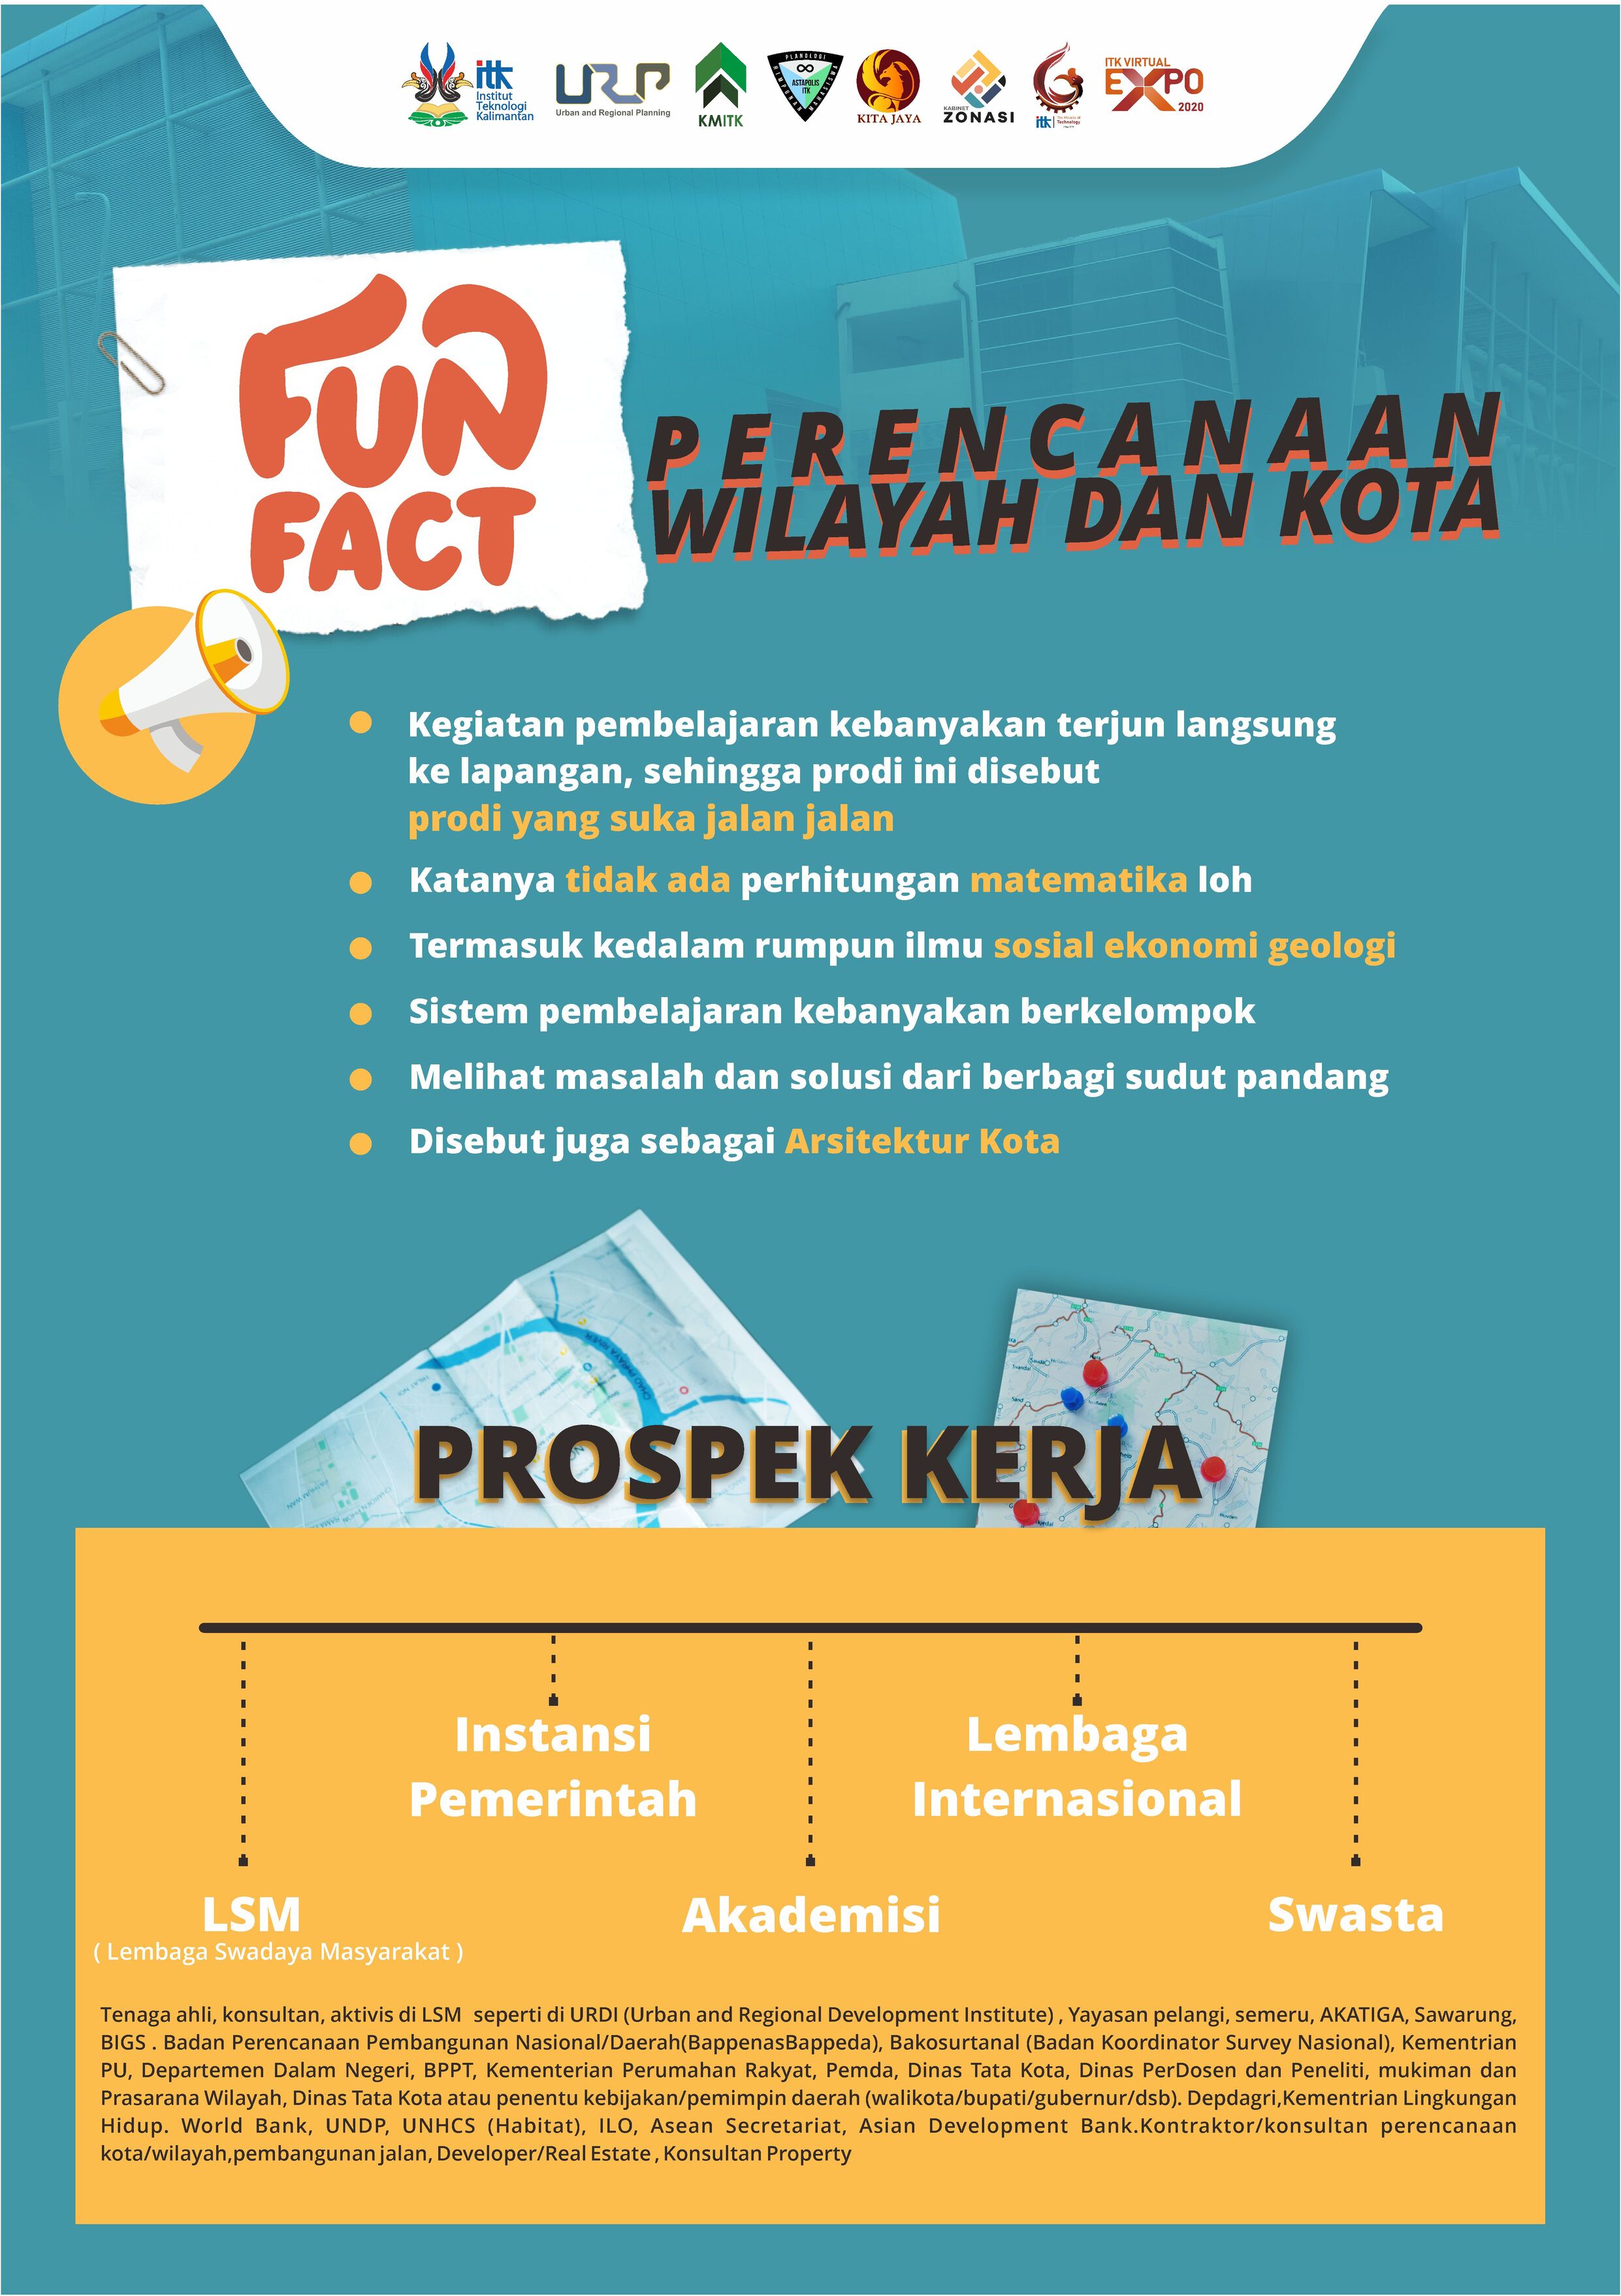 itk
Institut
Teknologi
Kalimantan
URP
Urban and Regional Planning
KMITK
PLANOLOGI
ASTAPOLIS
ITK
HIMPUNAN MAHASISWA
KITA JAYA
KABINET
ZONASI
itk
ITK VIRTUAL
EXPO
2020
FUN
FACT
PERENCANAAN
WILAYAH DAN KOTA
Kegiatan pembelajaran kebanyakan terjun langsung
ke lapangan, sehingga prodi ini disebut
prodi yang suka jalan jalan
Katanya tidak ada perhitungan matematika loh
Termasuk kedalam rumpun ilmu sosial ekonomi geologi
Sistem pembelajaran kebanyakan berkelompok
Melihat masalah dan solusi dari berbagi sudut pandang
Disebut juga sebagai Arsitektur Kota
CHAO PHRAYA RIVER
PROSPEK KERJA
Instansi
Pemerintah
Lembaga
Internasional
LSM
( Lembaga Swadaya Masyarakat )
Akademisi
Swasta
Tenaga ahli, konsultan, aktivis di LSM seperti di URDI (Urban and Regional Development Institute) , Yayasan pelangi, semeru, AKATIGA, Sawarung,
BIGS . Badan Perencanaan Pembangunan Nasional/Daerah(BappenasBappeda), Bakosurtanal (Badan Koordinator Survey Nasional), Kementrian
PU, Departemen Dalam Negeri, BPPT, Kementerian Perumahan Rakyat, Pemda, Dinas Tata Kota, Dinas PerDosen dan Peneliti, mukiman dan
Prasarana Wilayah, Dinas Tata Kota atau penentu kebijakan/pemimpin daerah (walikota/bupati/gubernur/dsb). Depdagri,Kementrian Lingkungan
Hidup. World Bank, UNDP, UNHCS (Habitat), ILO, Asean Secretariat, Asian Development Bank.Kontraktor/konsultan perencanaan
kota/wilayah,pembangunan jalan, Developer/Real Estate , Konsultan Property